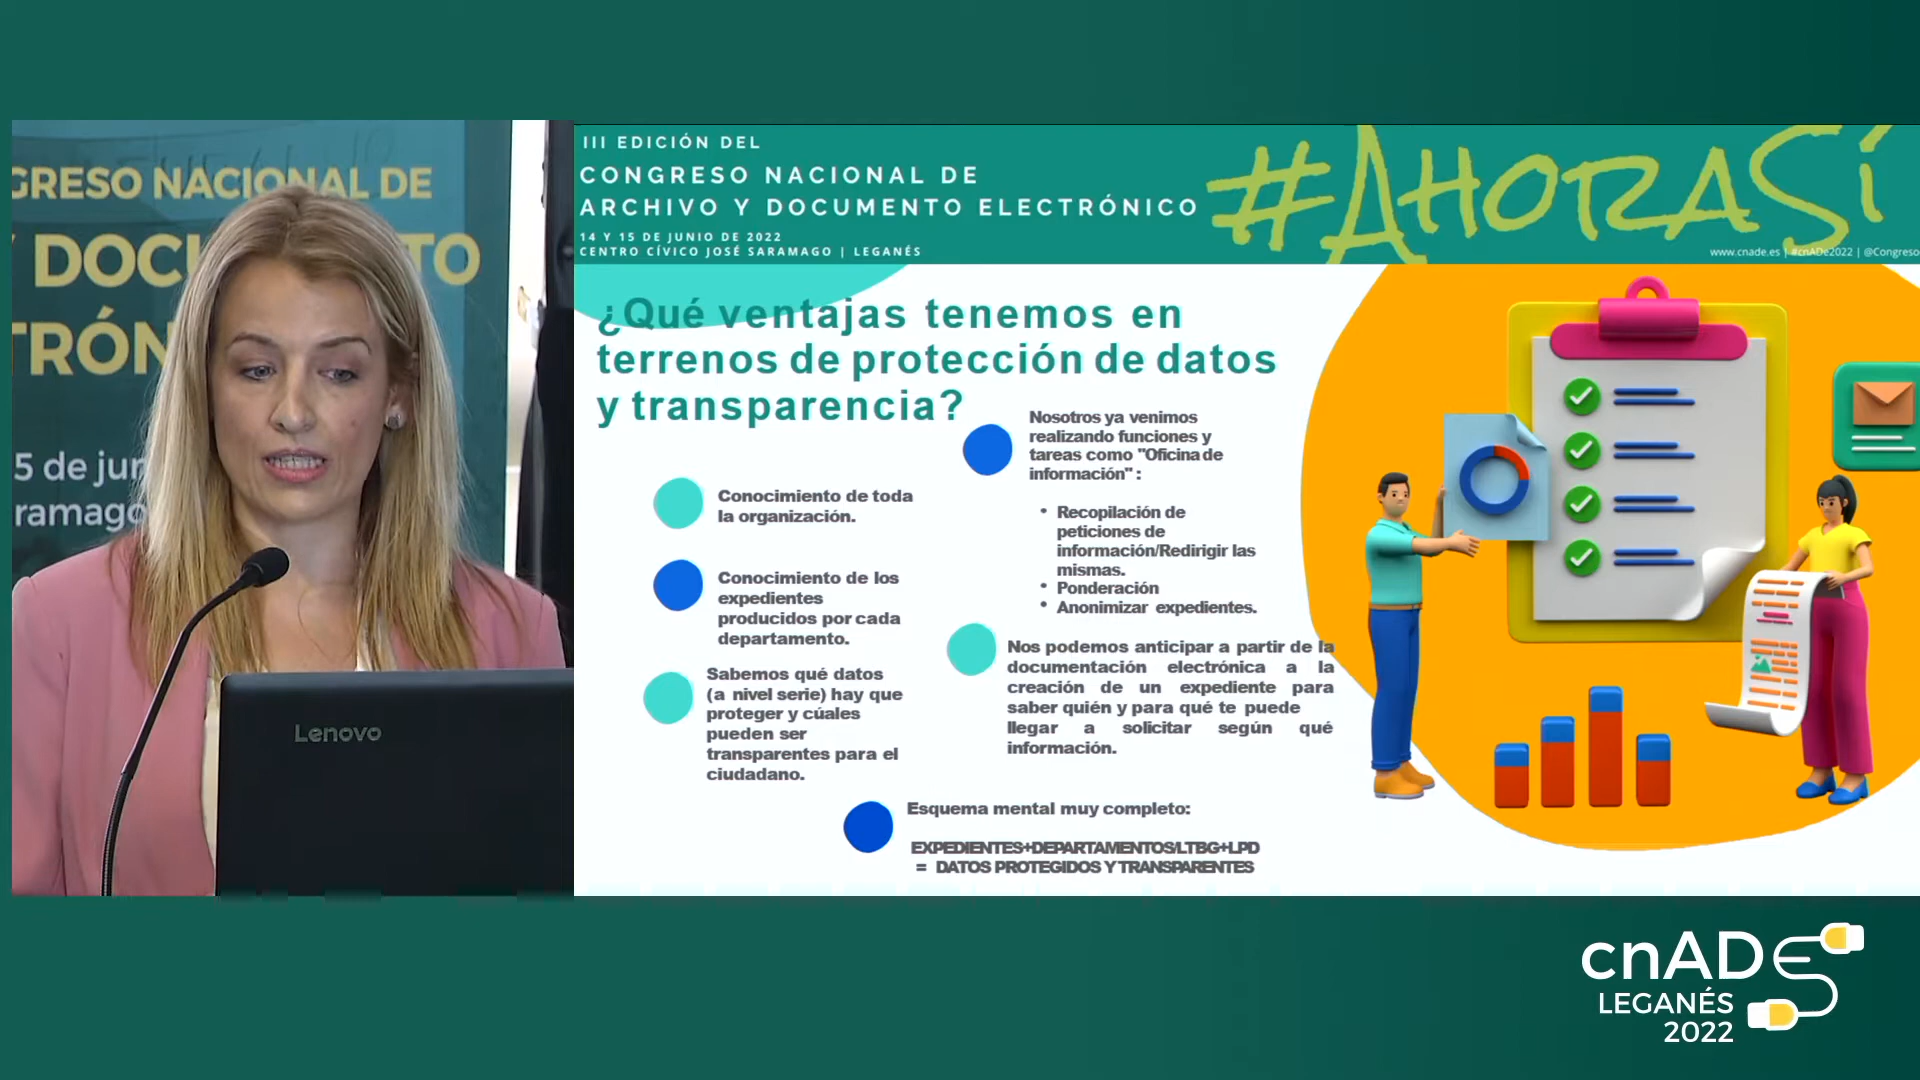 GRESO NACIONAL DE
DOCU
TO
TRÓN
5 de jun
ramago
Lenovo
III EDICIÓN DEL
CONGRESO NACIONAL DE
ARCHIVO Y DOCUMENTO ELECTRÓNICO
14 Y 15 DE JUNIO DE 2022
CENTRO CÍVICO JOSÉ SARAMAGO | LEGANÉS
#AHORASÍ
www.cnade.es | #cnADe2022 | @Congreso
¿Qué ventajas tenemos en
terrenos de protección de datos
y transparencia?
Conocimiento de toda
la organización.
Conocimiento de los
expedientes
producidos por cada
departamento.
Sabemos qué datos
(a nivel serie) hay que
proteger y cúales
pueden ser
transparentes para el
ciudadano.
Nosotros ya venimos
realizando funciones y
tareas como "Oficina de
información" :
• Recopilación de
peticiones de
información/Redirigir las
mismas.
• Ponderación
• Anonimizar expedientes.
Nos podemos anticipar a partir de la
documentación electrónica a la
creación de un expediente para
saber quién y para qué te puede
llegar a solicitar según qué
información.
Esquema mental muy completo:
EXPEDIENTES+DEPARTAMENTOS/LTBG+LPD
= DATOS PROTEGIDOS Y TRANSPARENTES
cnADe
LEGANÉS
2022